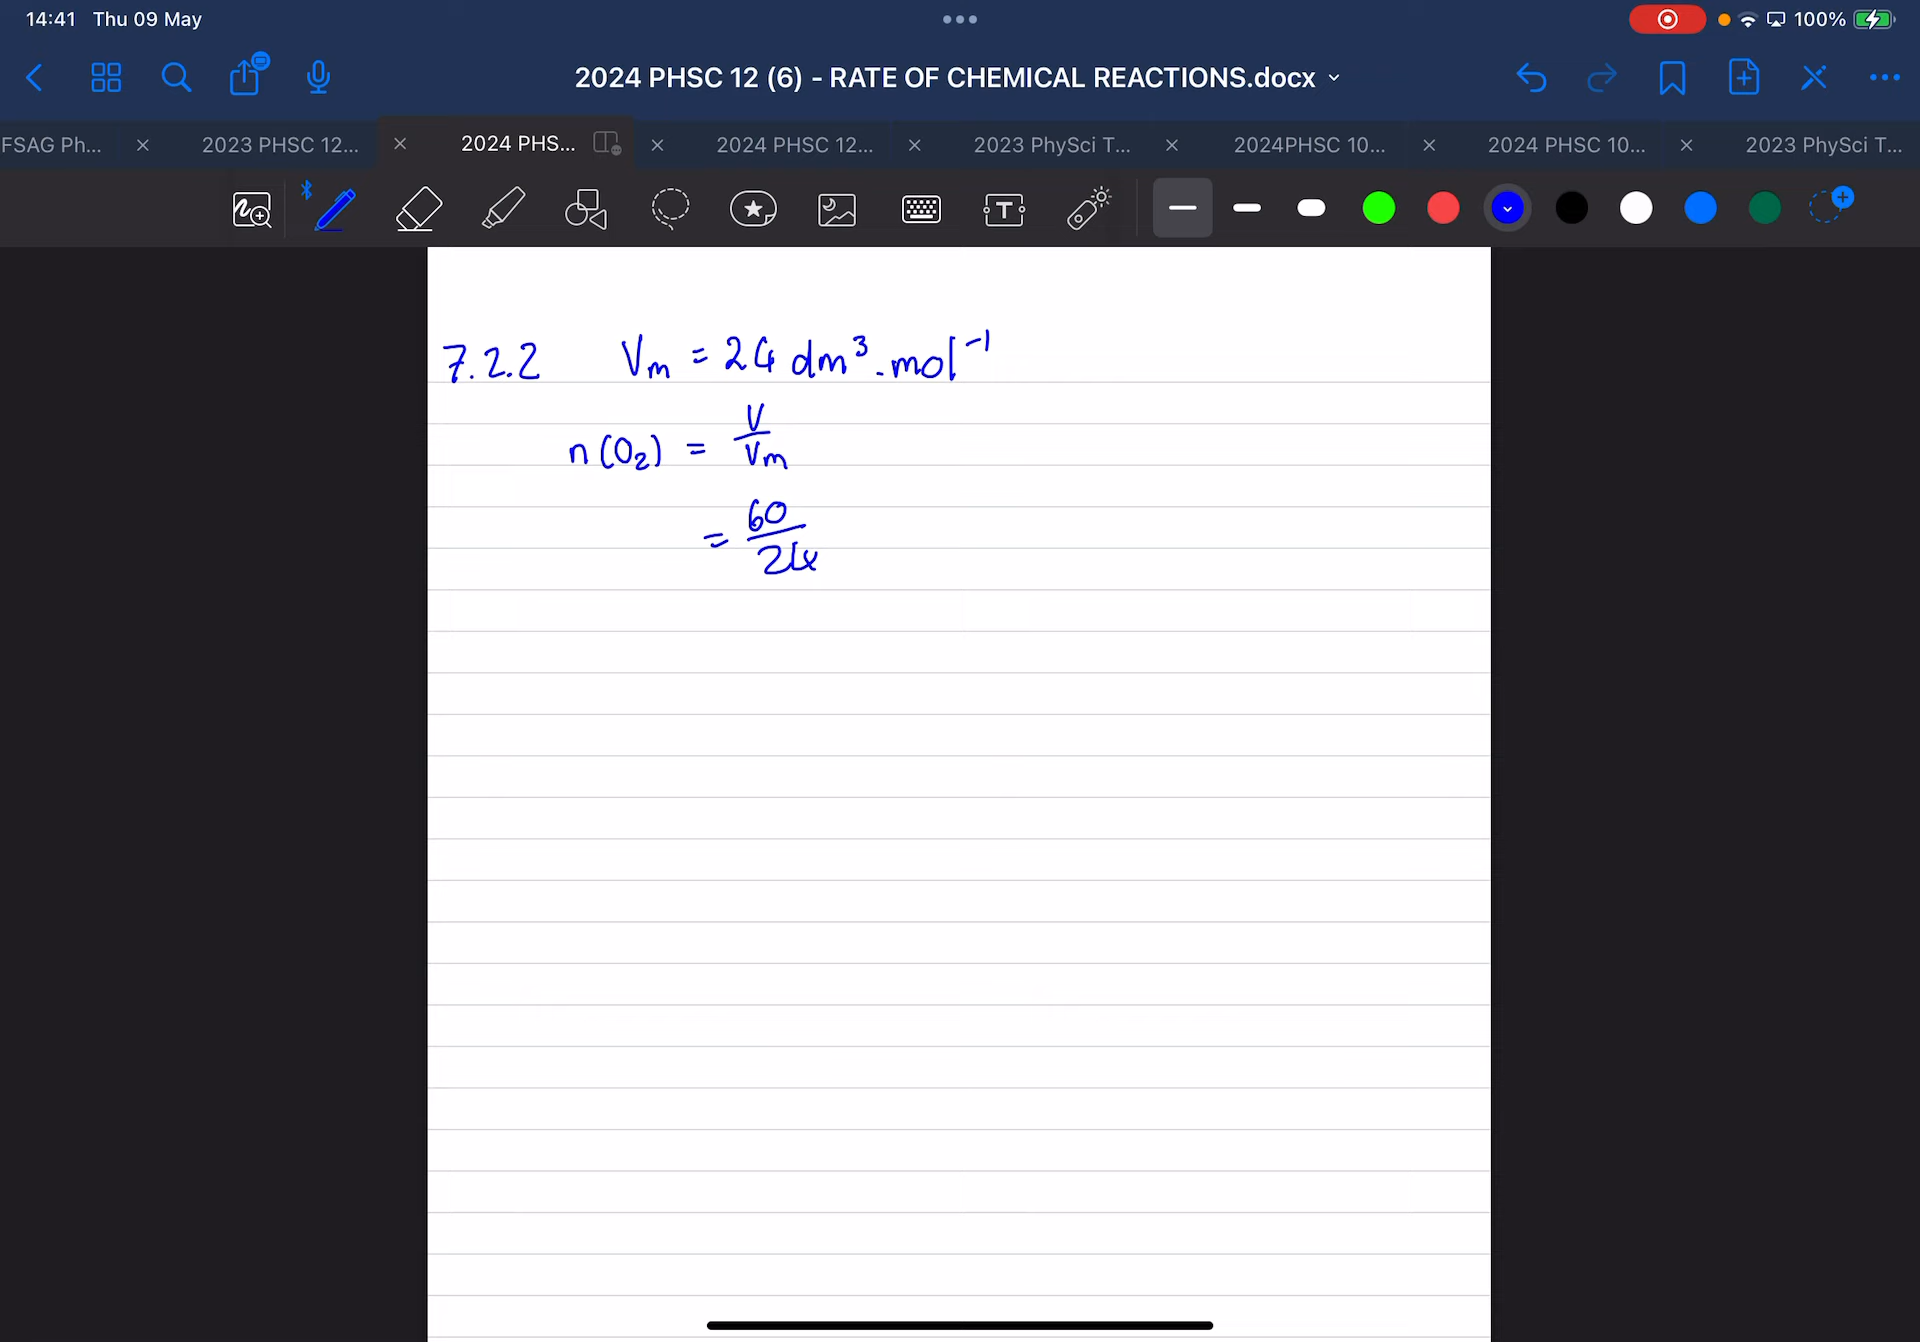 14:41 Thu 09 May
100%
2024 PHSC 12 (6) - RATE OF CHEMICAL REACTIONS.docx
FSAG Ph... 2023 PHSC 12... 2024 PHS... 2024 PHSC 12... 2023 PhySci T... 2024PHSC 10... 2024 PHSC 10... 2023 PhySci T...
7.2.2 Vm = 24 dm³.mol⁻¹
n(O₂) = V/Vm
= 60/24